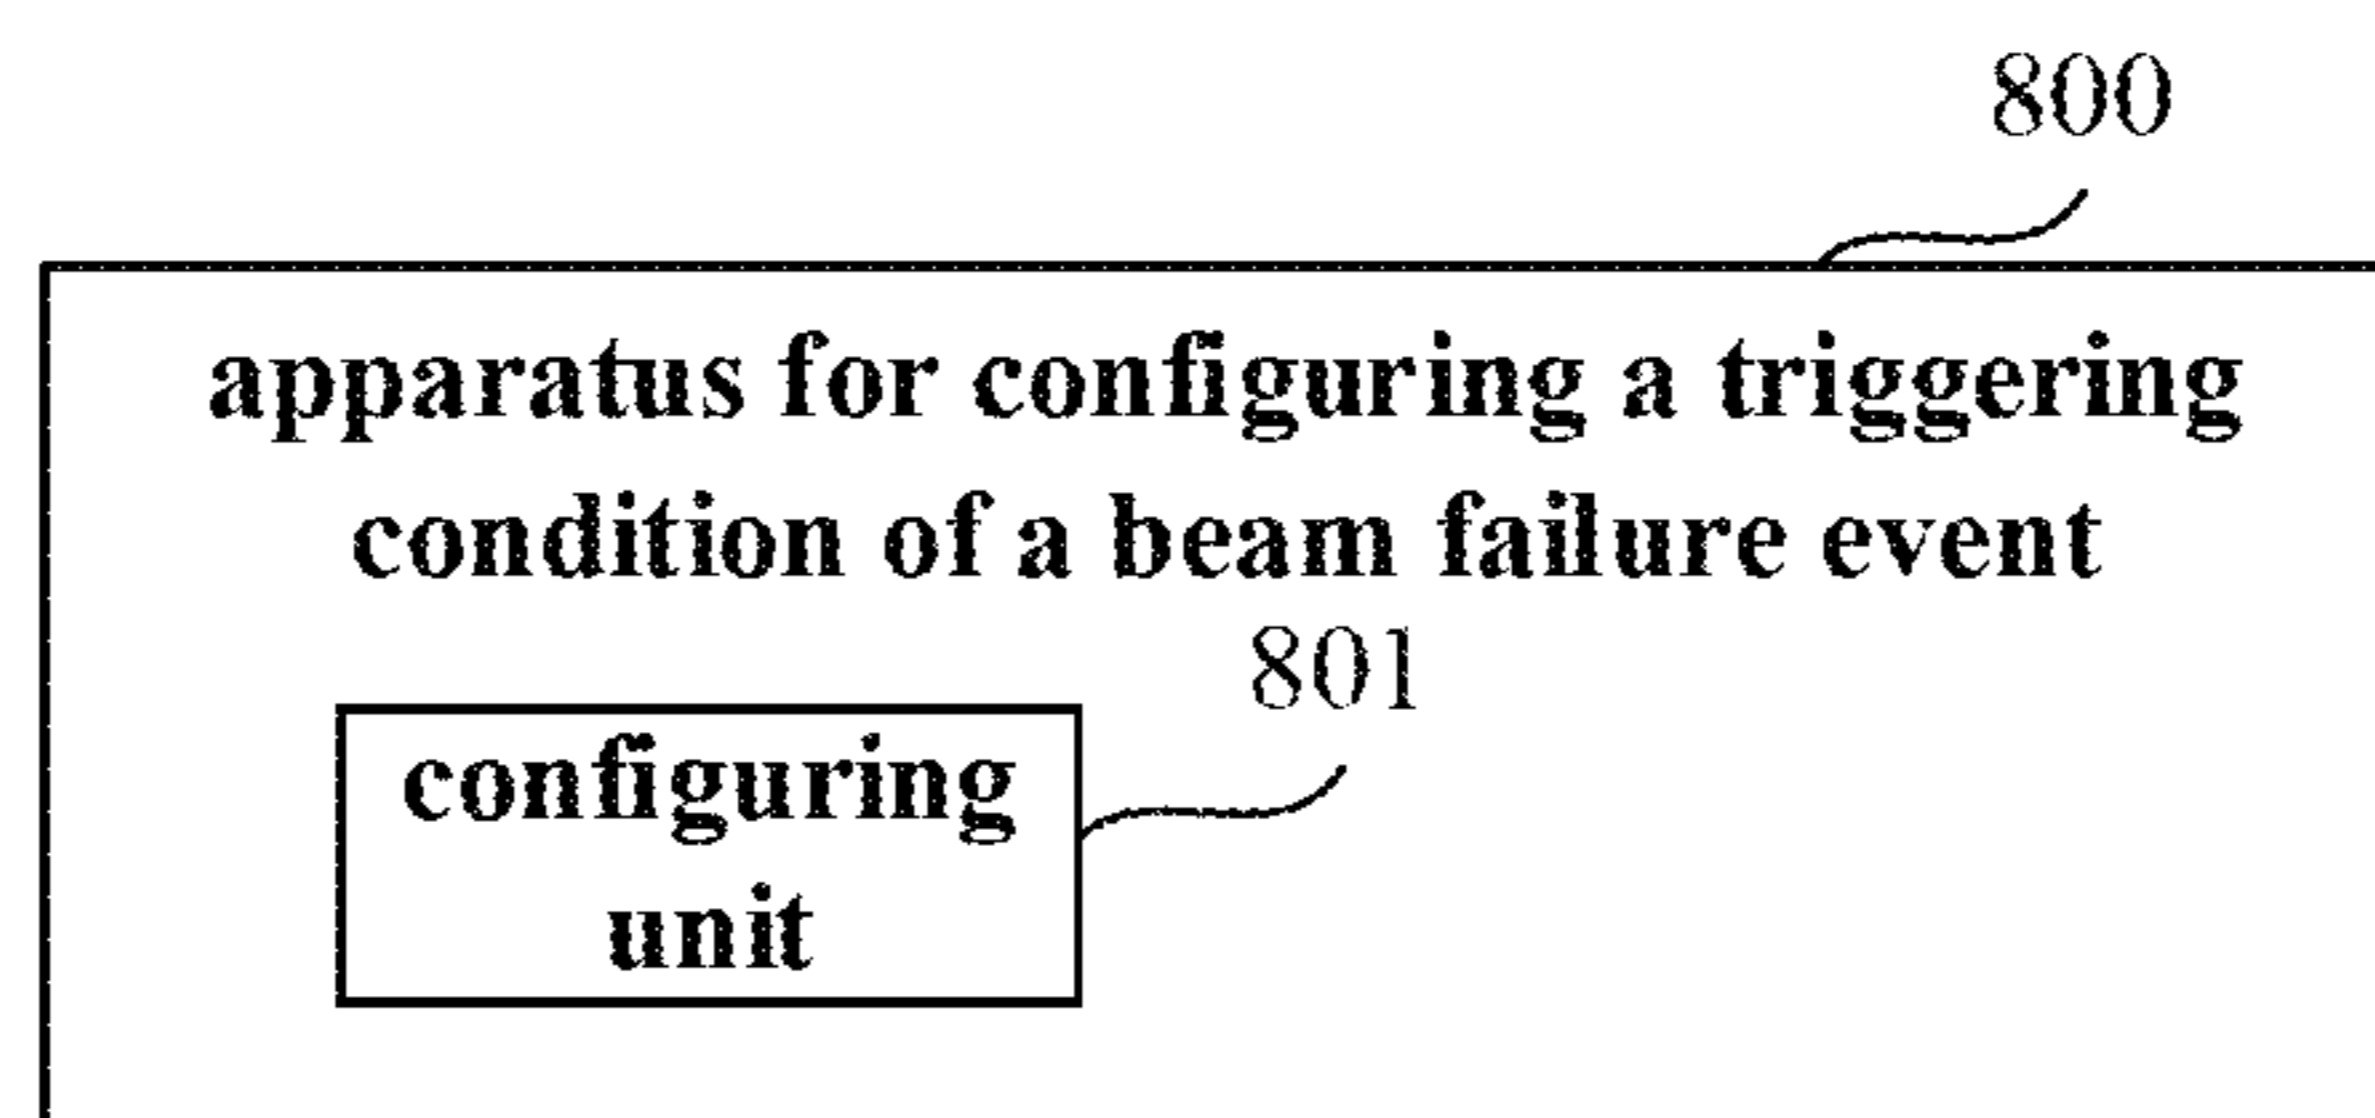 800
apparatus for configuring a triggering
condition of a beam failure event
801
configuring
unit